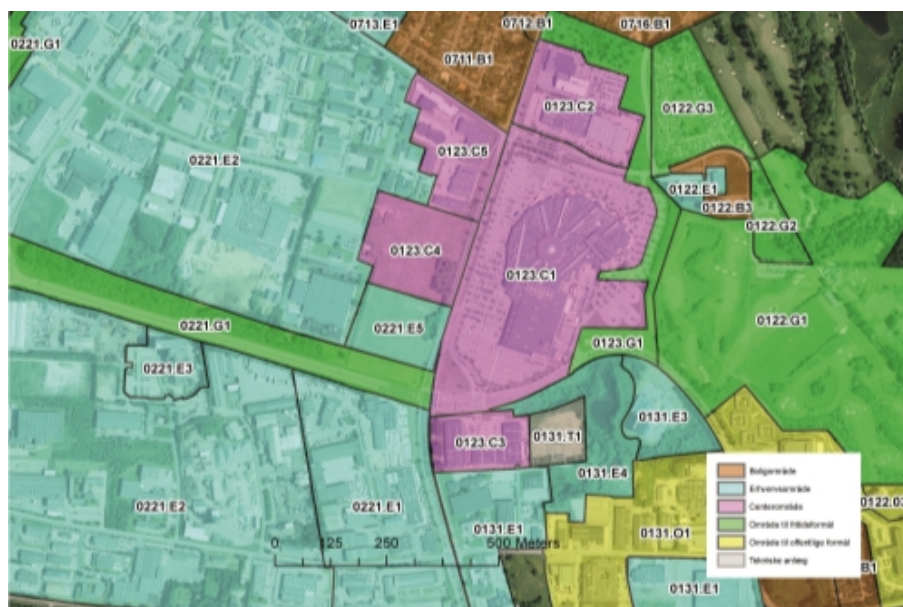 0713.E1
0712.B1
0716.B1
0221.G1
0711.B1
0123.C2
0122.G3
0123.C5
0221.E2
0122.E1
0122.B3
0122.G2
0123.C4
0123.C1
0221.G1
0221.E5
0122.G1
0123.G1
0221.E3
0131.E3
0123.C3
0131.T1
0131.E4
Boligområde
Erhvervsområde
Centerområde
Område til fritidsformål
Område til offentlige formål
Tekniske anlæg
0221.E2
0221.E1
0131.E1
0131.O1
0 125 250 500 Meters
B1
0131.E1